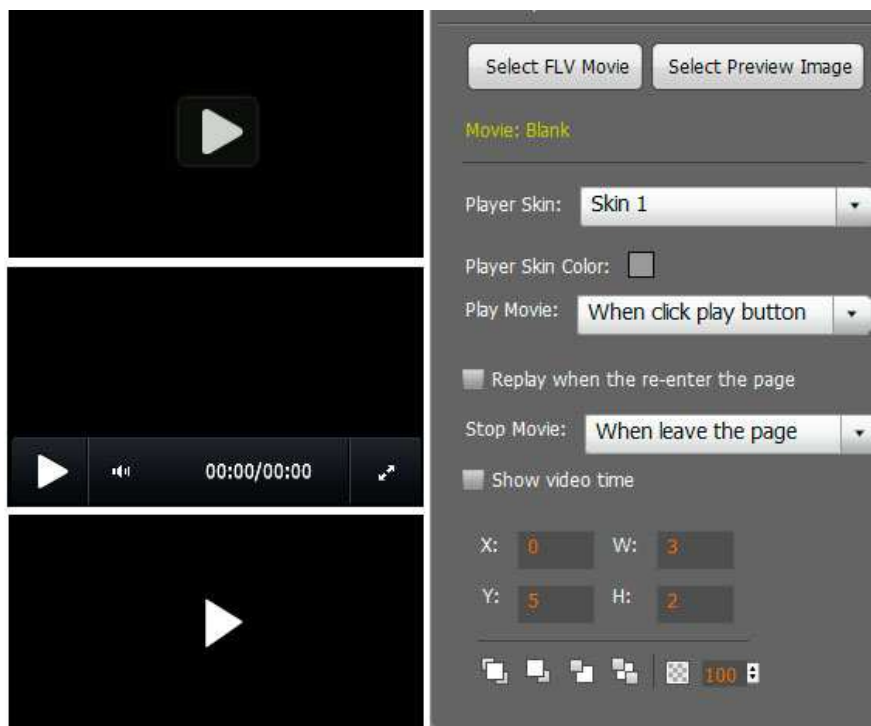 00:00/00:00
Select FLV Movie Select Preview Image
Movie: Blank
Player Skin: Skin 1
Player Skin Color:
Play Movie: When click play button
Replay when the re-enter the page
Stop Movie: When leave the page
Show video time
X: 0 W: 3
Y: 5 H: 2
100